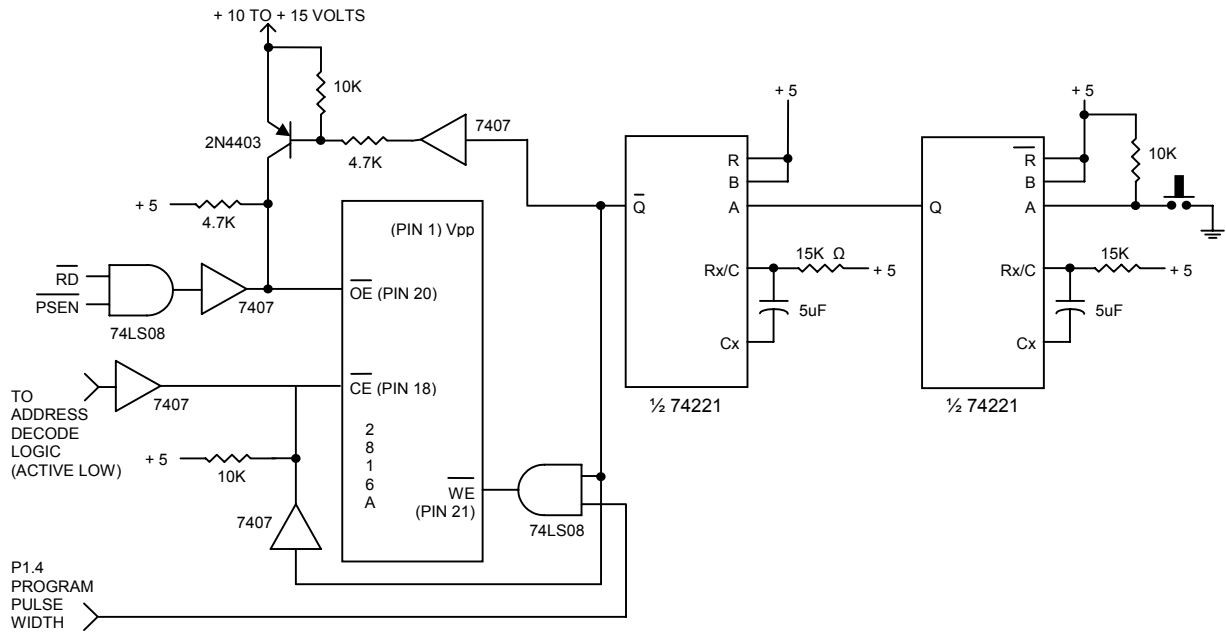 + 10 TO + 15 VOLTS
10K
2N4403
4.7K
7407
+ 5
4.7K
RD
PSEN
74LS08
7407
(PIN 1) Vpp
OE (PIN 20)
CE (PIN 18)
2
8
1
6
A
WE
(PIN 21)
74LS08
TO
ADDRESS
DECODE
LOGIC
(ACTIVE LOW)
7407
+ 5
10K
7407
P1.4
PROGRAM
PULSE
WIDTH
+ 5
R
B
Q
A
Rx/C
15K Ω
+ 5
5uF
Cx
½ 74221
+ 5
R
B
10K
Q
A
Rx/C
15K
+ 5
5uF
Cx
½ 74221